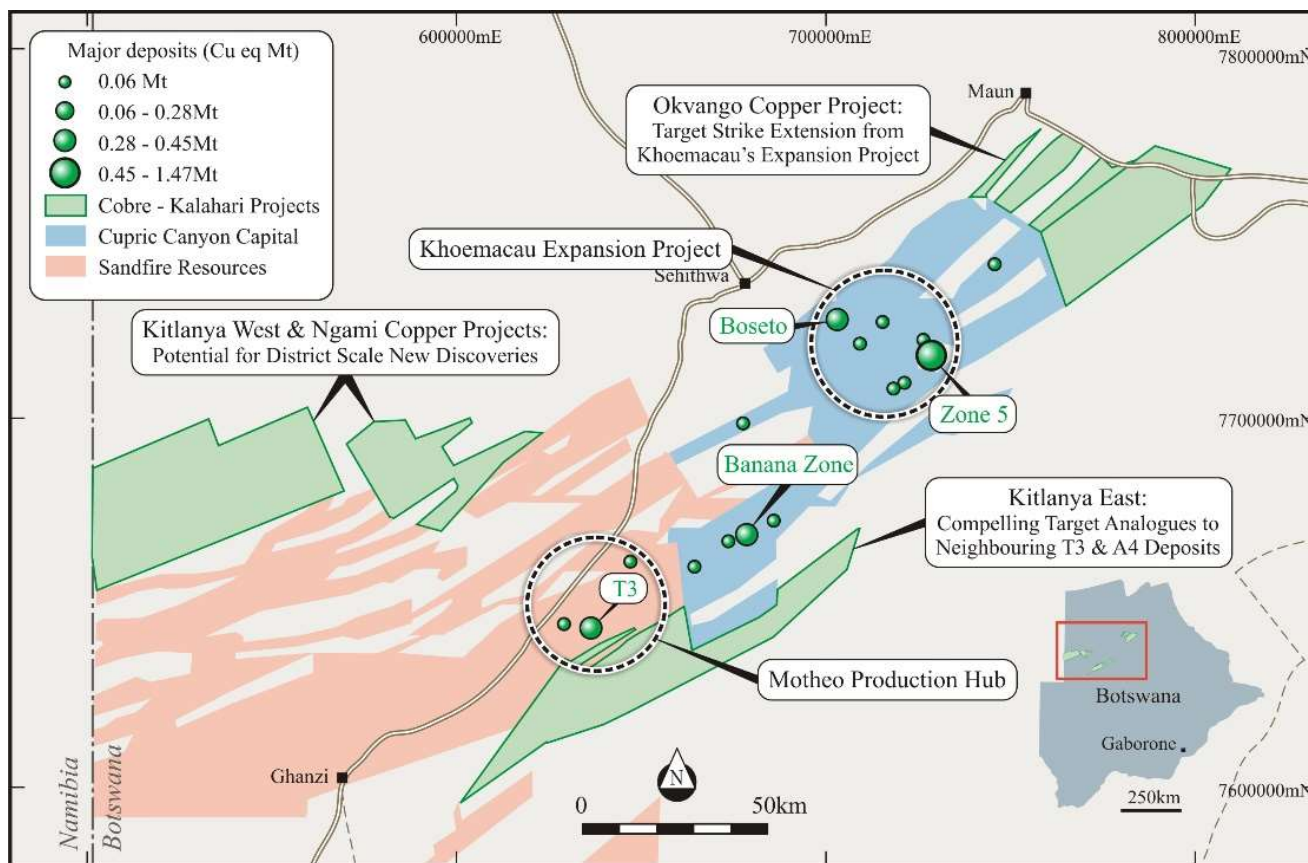 600000mE
700000mE
800000mE
7800000mN
Major deposits (Cu eq Mt)
0.06 Mt
0.06 - 0.28Mt
0.28 - 0.45Mt
0.45 - 1.47Mt
Cobre - Kalahari Projects
Cupric Canyon Capital
Sandfire Resources
Maun
Okvango Copper Project:
Target Strike Extension from
Khoemacau's Expansion Project
Khoemacau Expansion Project
Sehithwa
Boseto
Kitlanya West & Ngami Copper Projects:
Potential for District Scale New Discoveries
Zone 5
7700000mN
Banana Zone
Kitlanya East:
Compelling Target Analogues to
Neighbouring T3 & A4 Deposits
T3
Motheo Production Hub
Botswana
Gaborone
250km
Ghanzi
N
0
50km
7600000mN
Namibia
Botswana